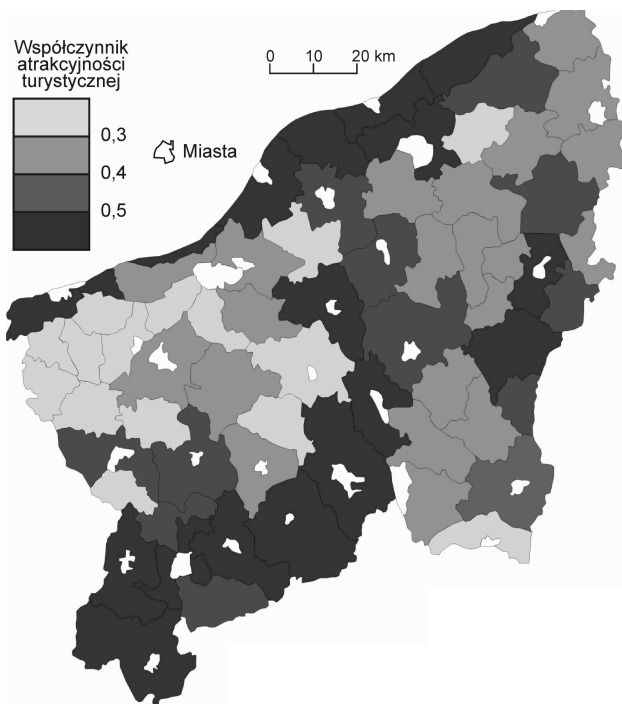 Współczynnik
atrakcyjności
turystycznej
0,3
0,4
0,5
Miasta
0 10 20 km